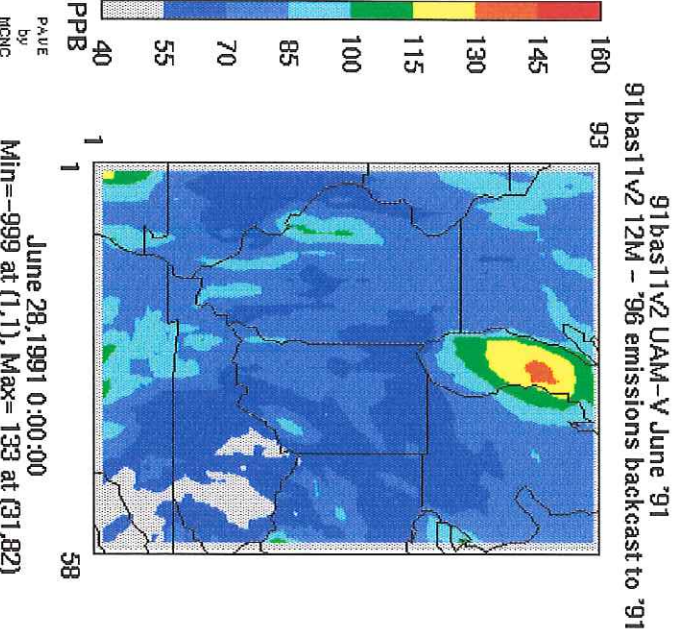 91bas11v2 UAM-V June '91
91bas11v2 12M - '96 emissions backcast to '91
160
145
130
115
100
85
70
55
40
PPB
PAVE
by
MCNC
93
1
1
58
June 28,1991 0:00:00
Min=-999 at (1,1), Max= 133 at (31,82)